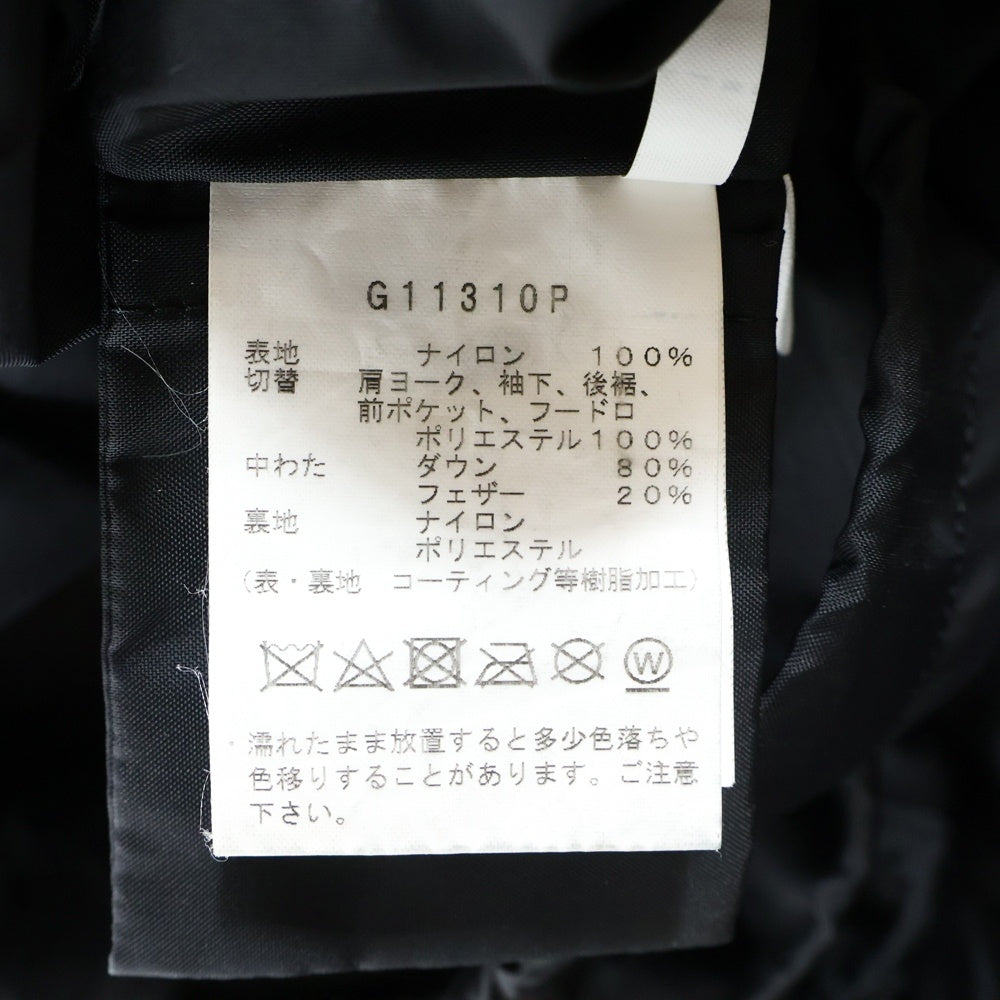 G11310P
表地 ナイロン 100%
切替 肩ヨーク、袖下、後裾、
前ポケット、フード口
ポリエステル100%
中わた ダウン 80%
フェザー 20%
裏地 ナイロン
ポリエステル
(表・裏地 コーティング等樹脂加工)
W
・濡れたまま放置すると多少色落ちや
色移りすることがあります。ご注意
下さい。